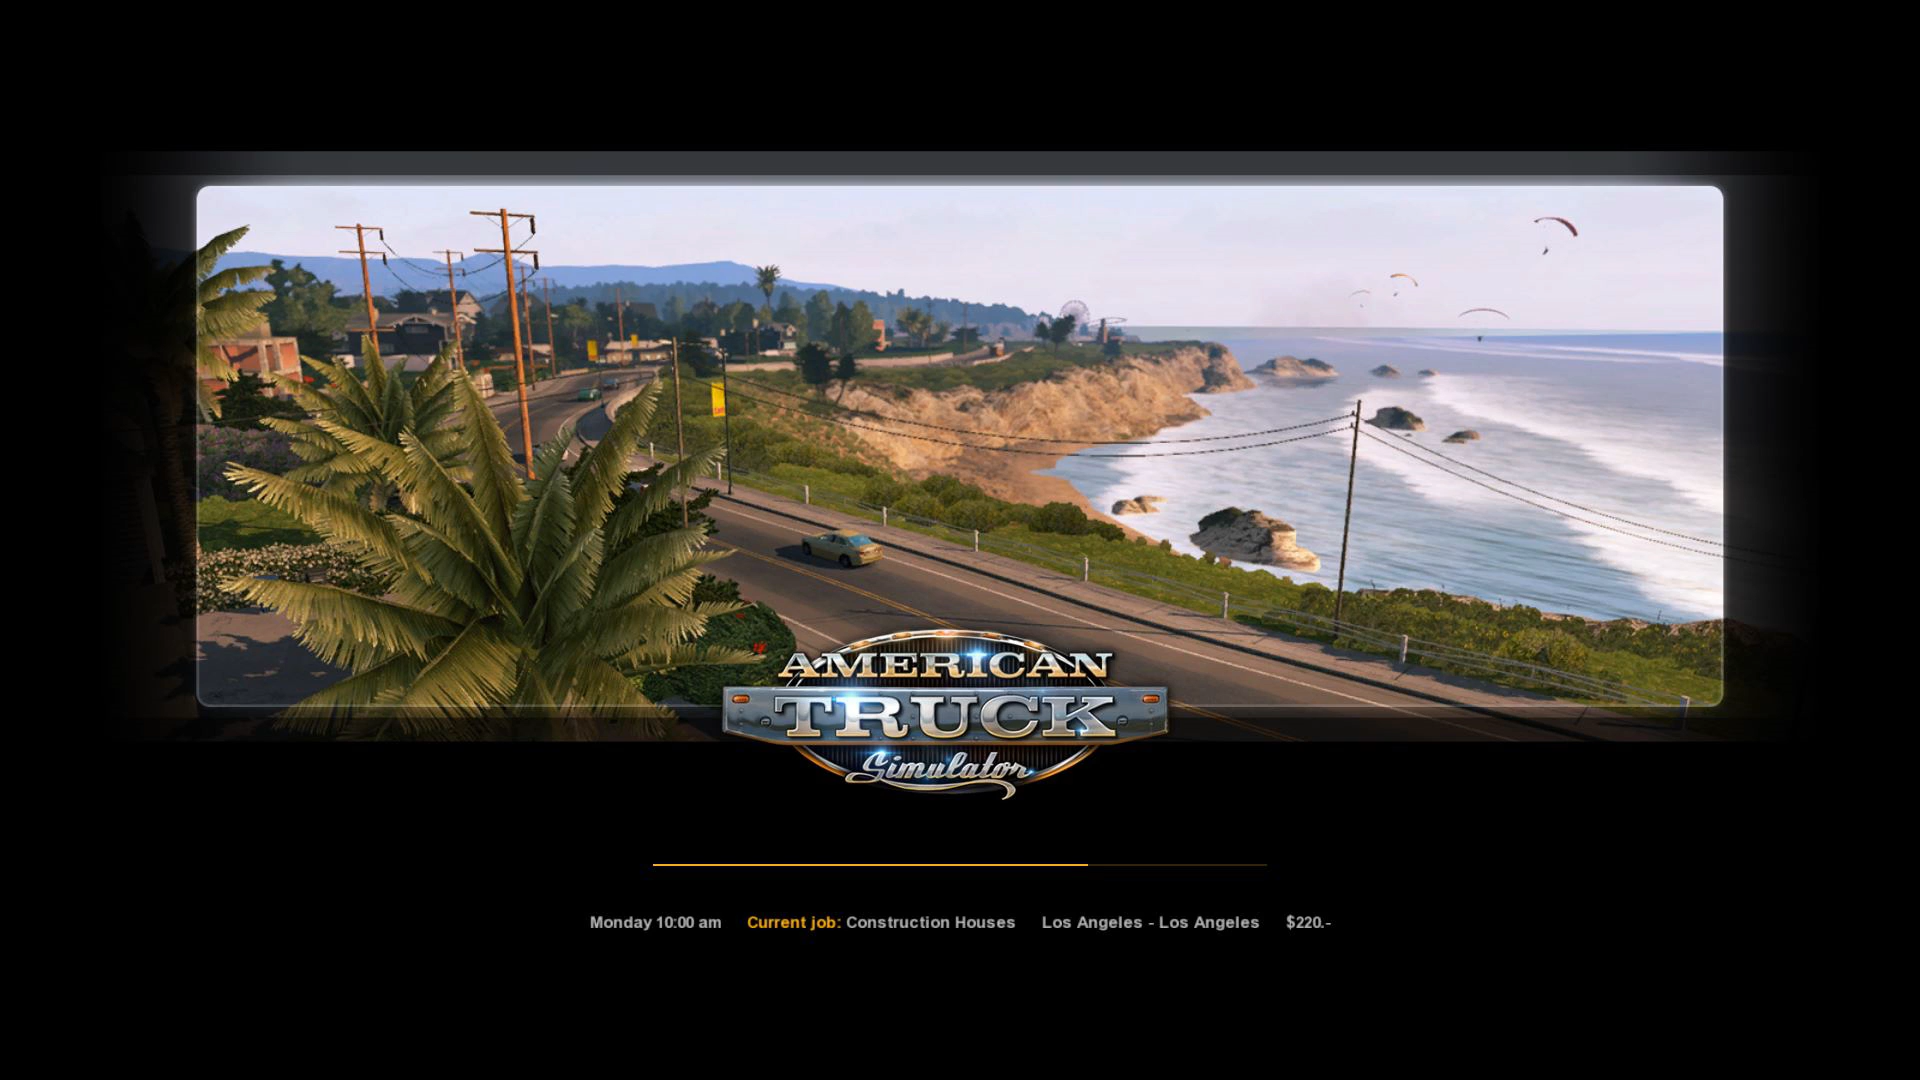 AMERICAN
TRUCK
Simulator
Monday 10:00 am Current job: Construction Houses Los Angeles - Los Angeles $220.-